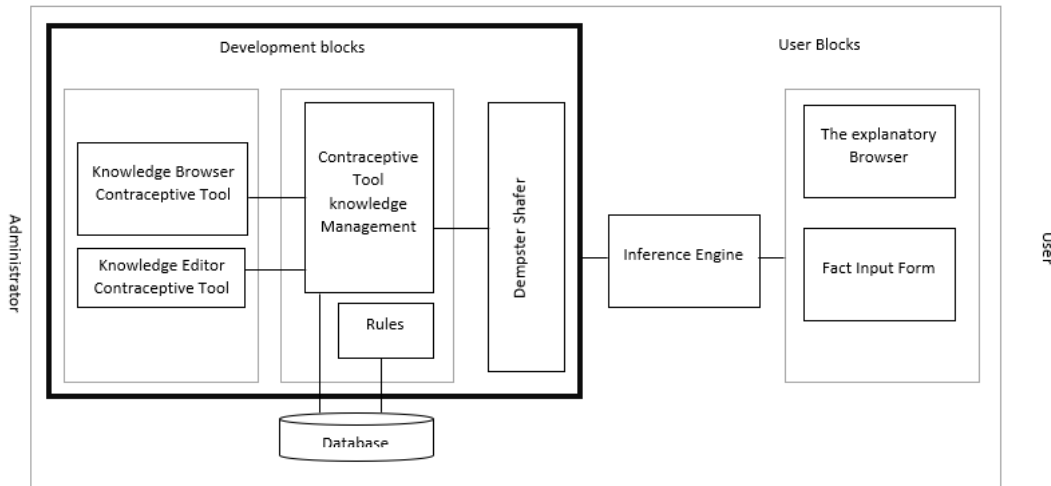 Development blocks
User Blocks
Administrator
Knowledge Browser
Contraceptive Tool
Knowledge Editor
Contraceptive Tool
Contraceptive
Tool
knowledge
Management
Rules
Database
Dempster Shafer
Inference Engine
The explanatory
Browser
Fact Input Form
User